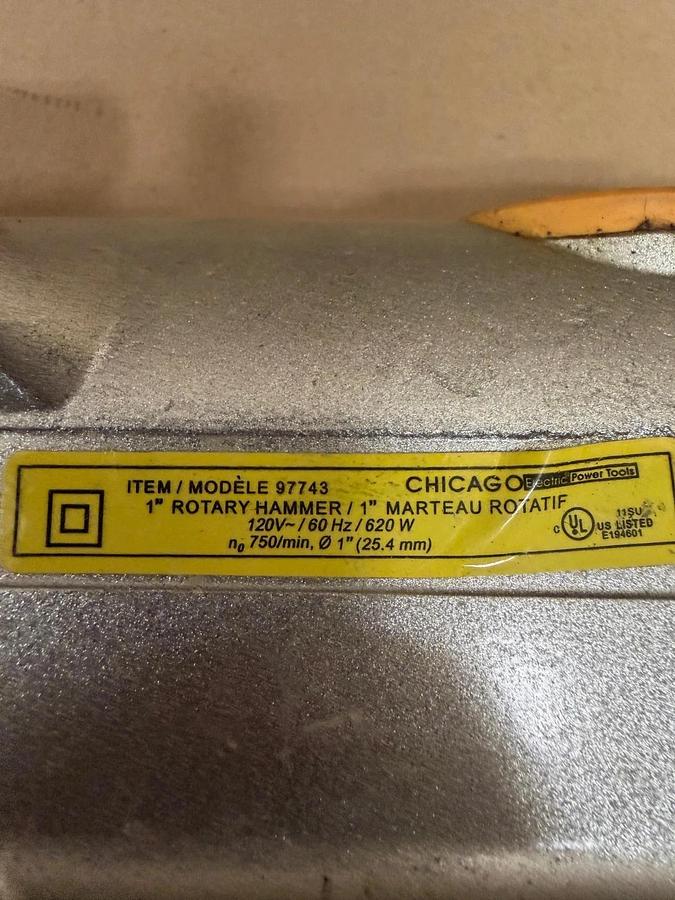 ITEM / MODÈLE 97743 CHICAGO Electric Power Tools
1" ROTARY HAMMER / 1" MARTEAU ROTATIF
120V~ / 60 Hz / 620 W
n₀ 750/min, Ø 1" (25.4 mm)
11SU
C UL US LISTED
E194601